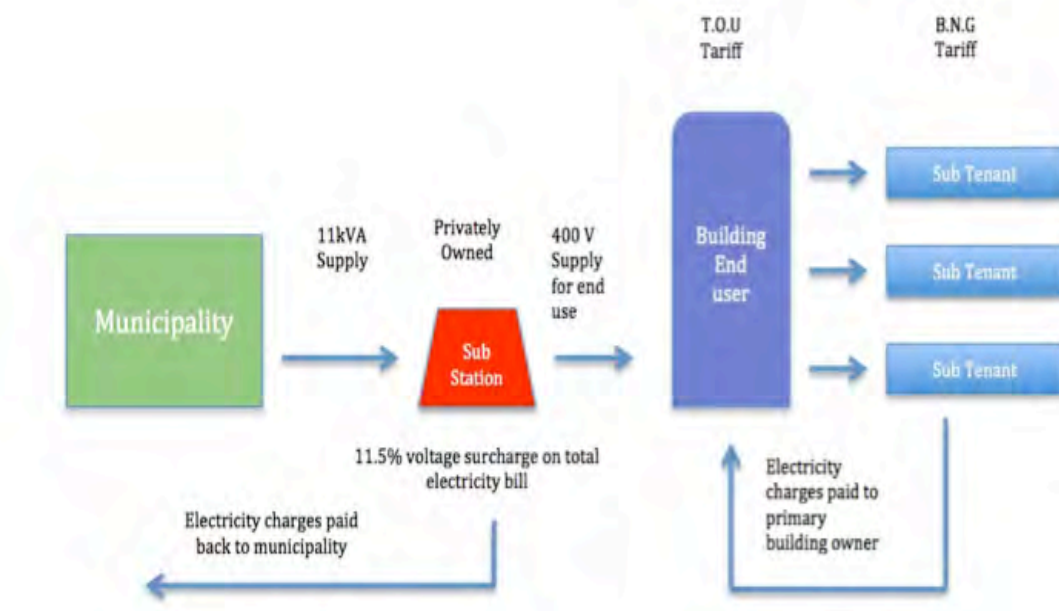 T.O.U
Tariff
B.N.G
Tariff
Municipality
11kVA
Supply
Privately
Owned
Sub
Station
400 V
Supply
for end
use
Building
End
user
Sub Tenant
Sub Tenant
Sub Tenant
11.5% voltage surcharge on total
electricity bill
Electricity charges paid
back to municipality
Electricity
charges paid to
primary
building owner